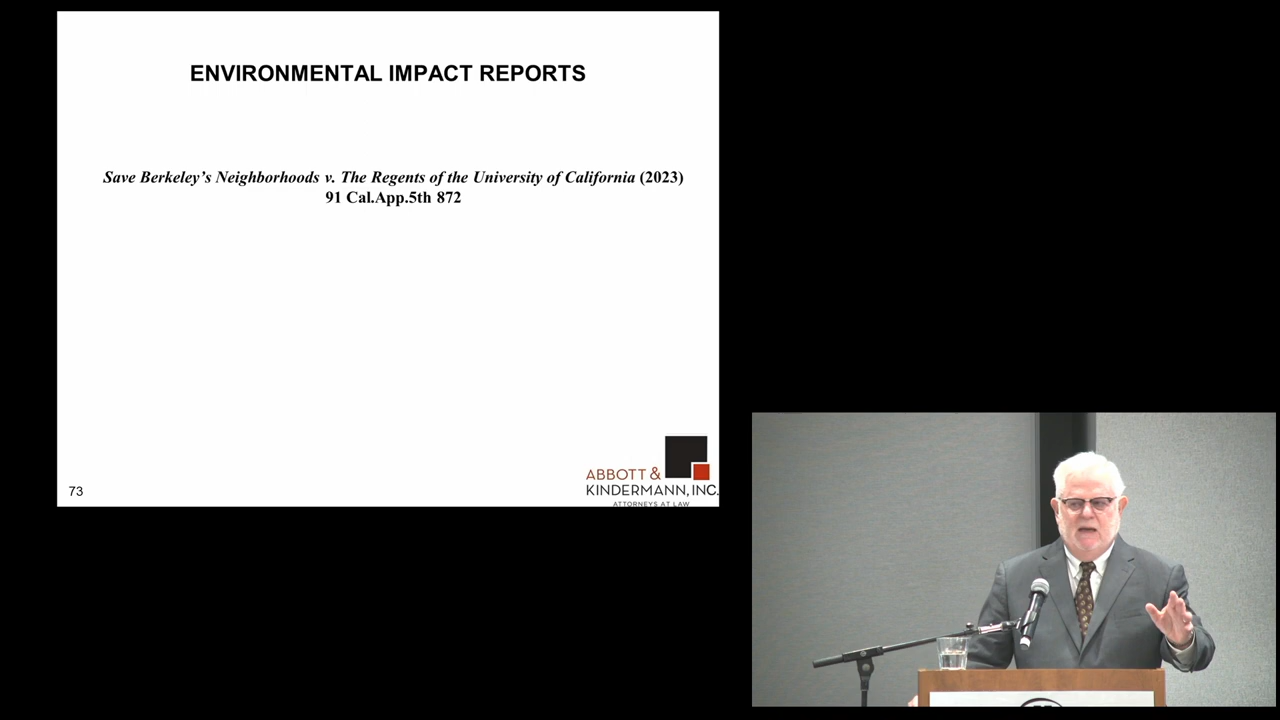 ENVIRONMENTAL IMPACT REPORTS
Save Berkeley's Neighborhoods v. The Regents of the University of California (2023)
91 Cal.App.5th 872
73
ABBOTT &
KINDERMANN, INC.
ATTORNEYS AT LAW